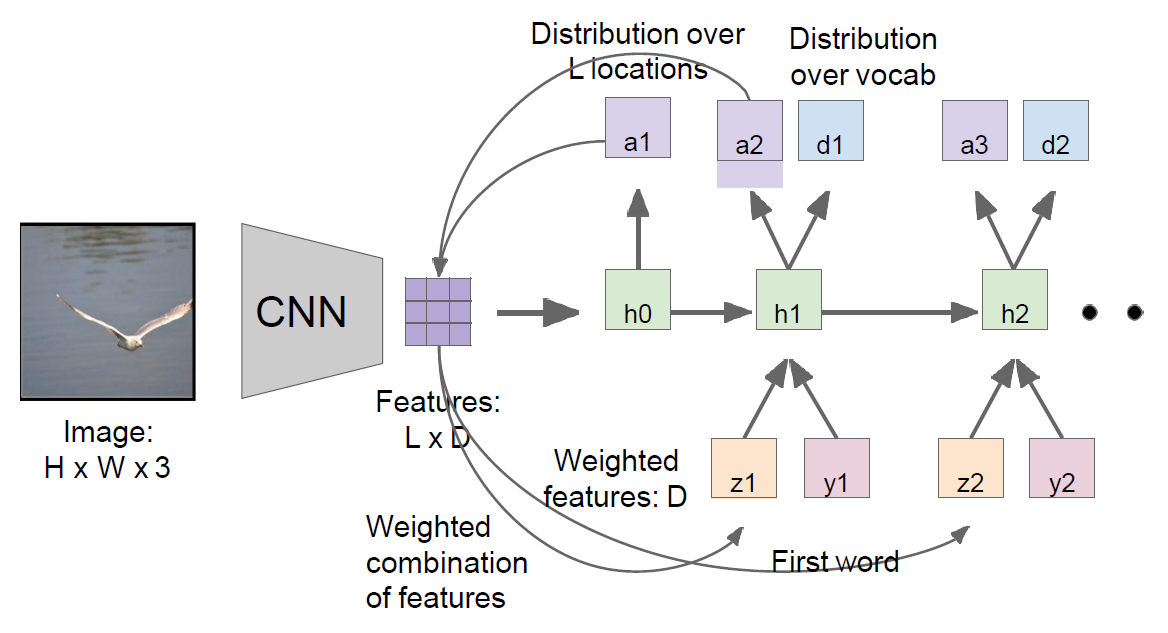 Distribution over
L locations
Distribution
over vocab
a1
a2
d1
a3
d2
CNN
h0
h1
h2
Image:
H x W x 3
Features:
L x D
Weighted
features: D
z1
y1
z2
y2
Weighted
combination
of features
First word